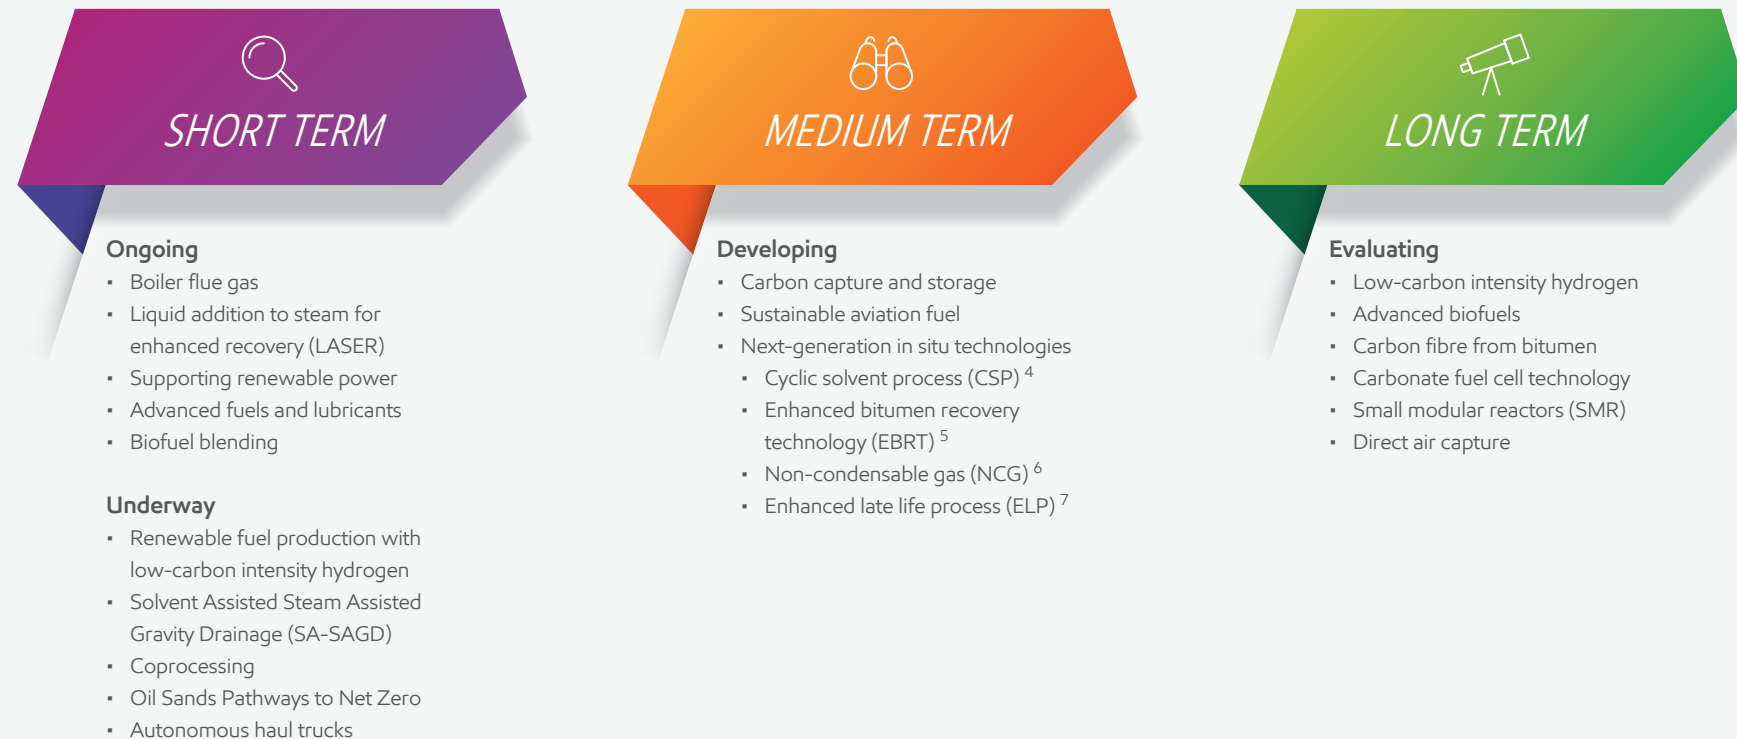 SHORT TERM
Ongoing
▪ Boiler flue gas
▪ Liquid addition to steam for
enhanced recovery (LASER)
▪ Supporting renewable power
▪ Advanced fuels and lubricants
▪ Biofuel blending
Underway
▪ Renewable fuel production with
low-carbon intensity hydrogen
▪ Solvent Assisted Steam Assisted
Gravity Drainage (SA-SAGD)
▪ Coprocessing
▪ Oil Sands Pathways to Net Zero
▪ Autonomous haul trucks
MEDIUM TERM
Developing
▪ Carbon capture and storage
▪ Sustainable aviation fuel
▪ Next-generation in situ technologies
▪ Cyclic solvent process (CSP) 4
▪ Enhanced bitumen recovery
technology (EBRT) 5
▪ Non-condensable gas (NCG) 6
▪ Enhanced late life process (ELP) 7
LONG TERM
Evaluating
▪ Low-carbon intensity hydrogen
▪ Advanced biofuels
▪ Carbon fibre from bitumen
▪ Carbonate fuel cell technology
▪ Small modular reactors (SMR)
▪ Direct air capture